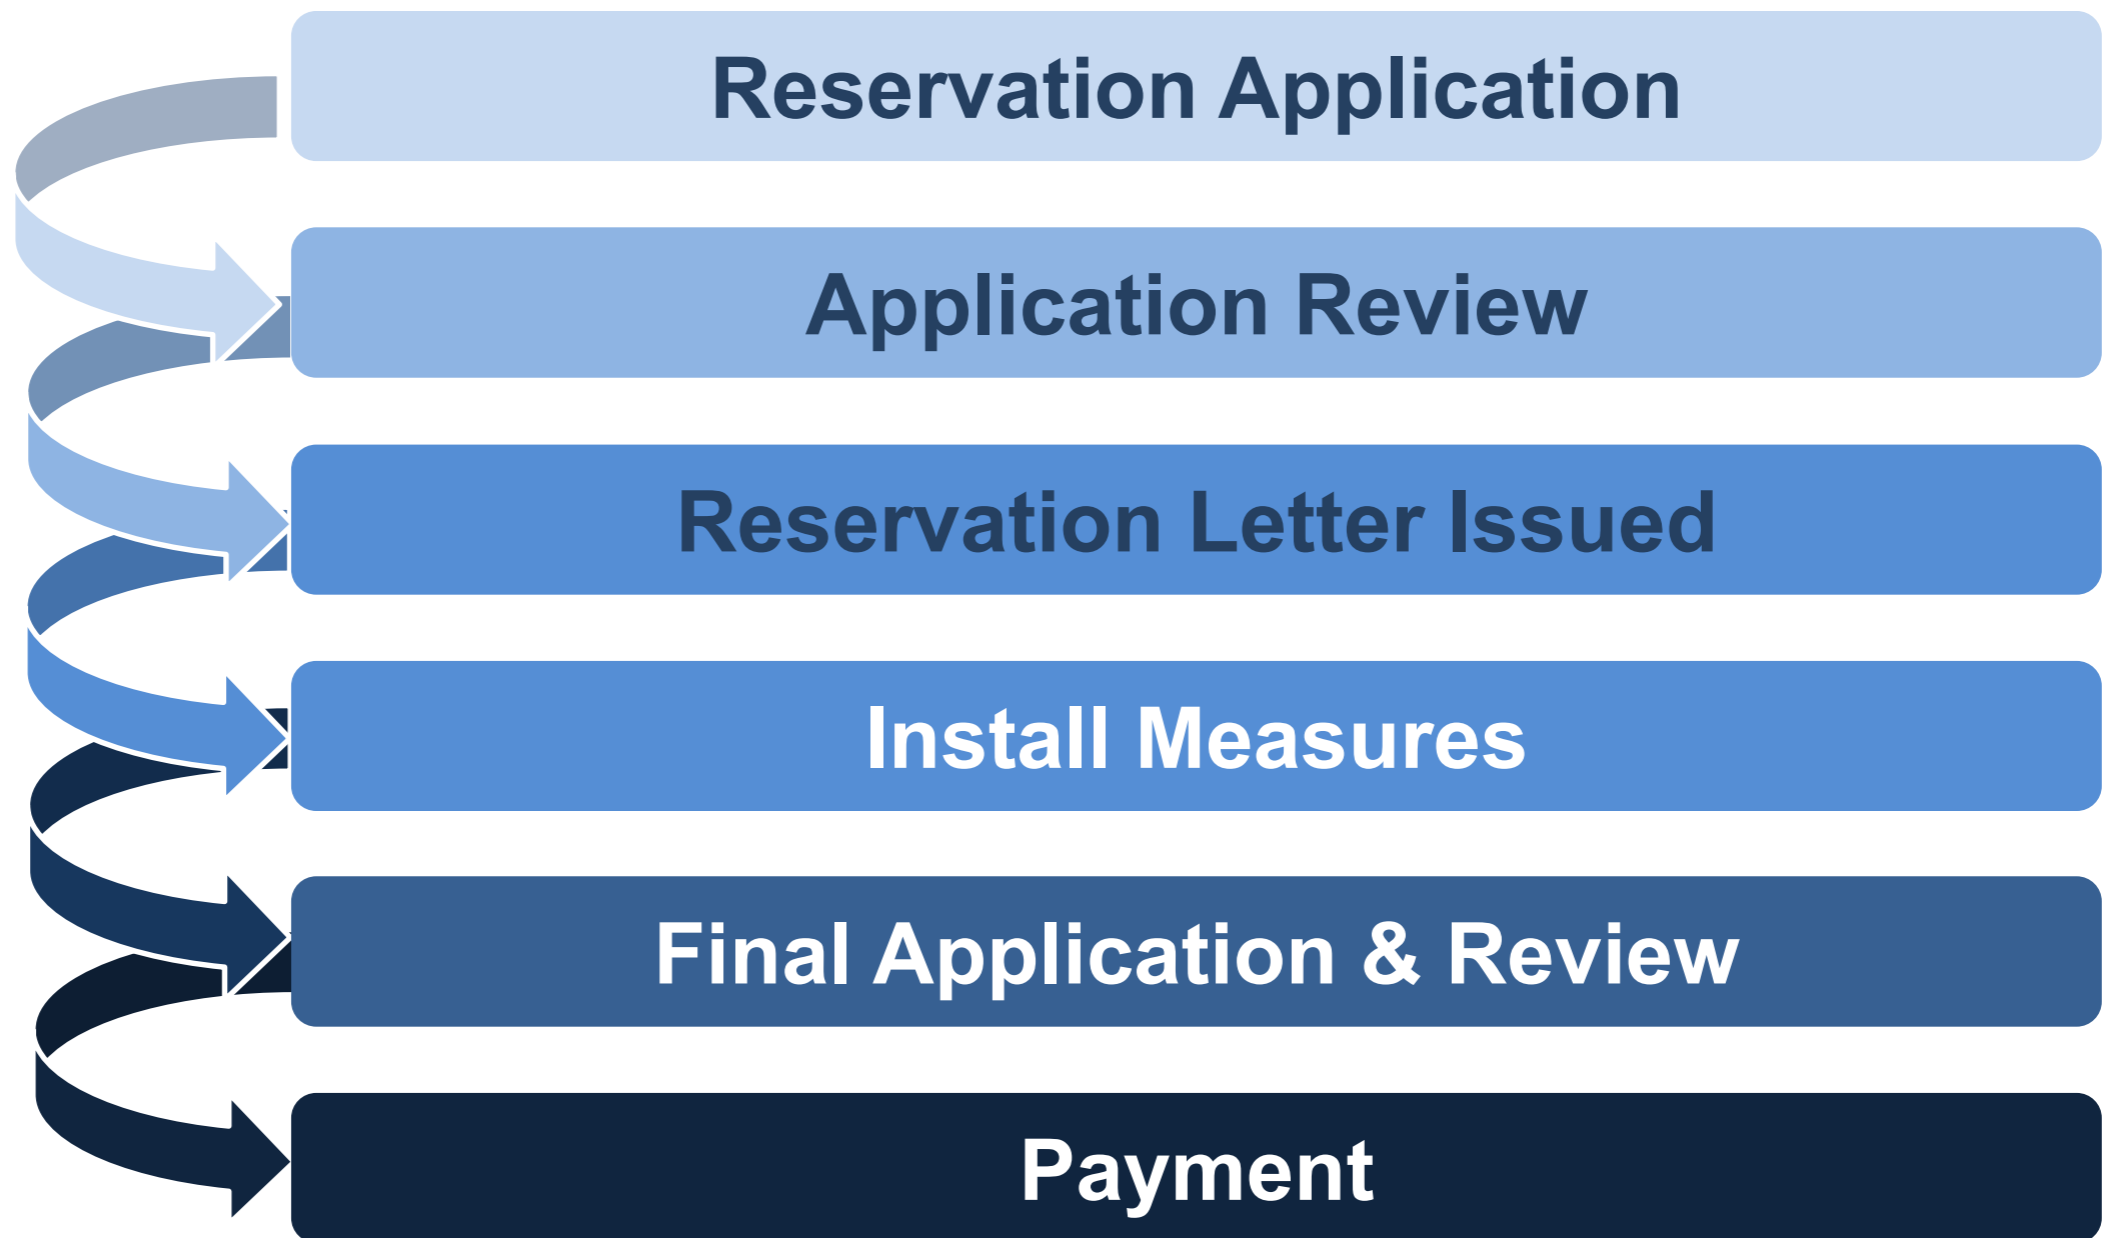 Reservation Application
Application Review
Reservation Letter Issued
Install Measures
Final Application & Review
Payment